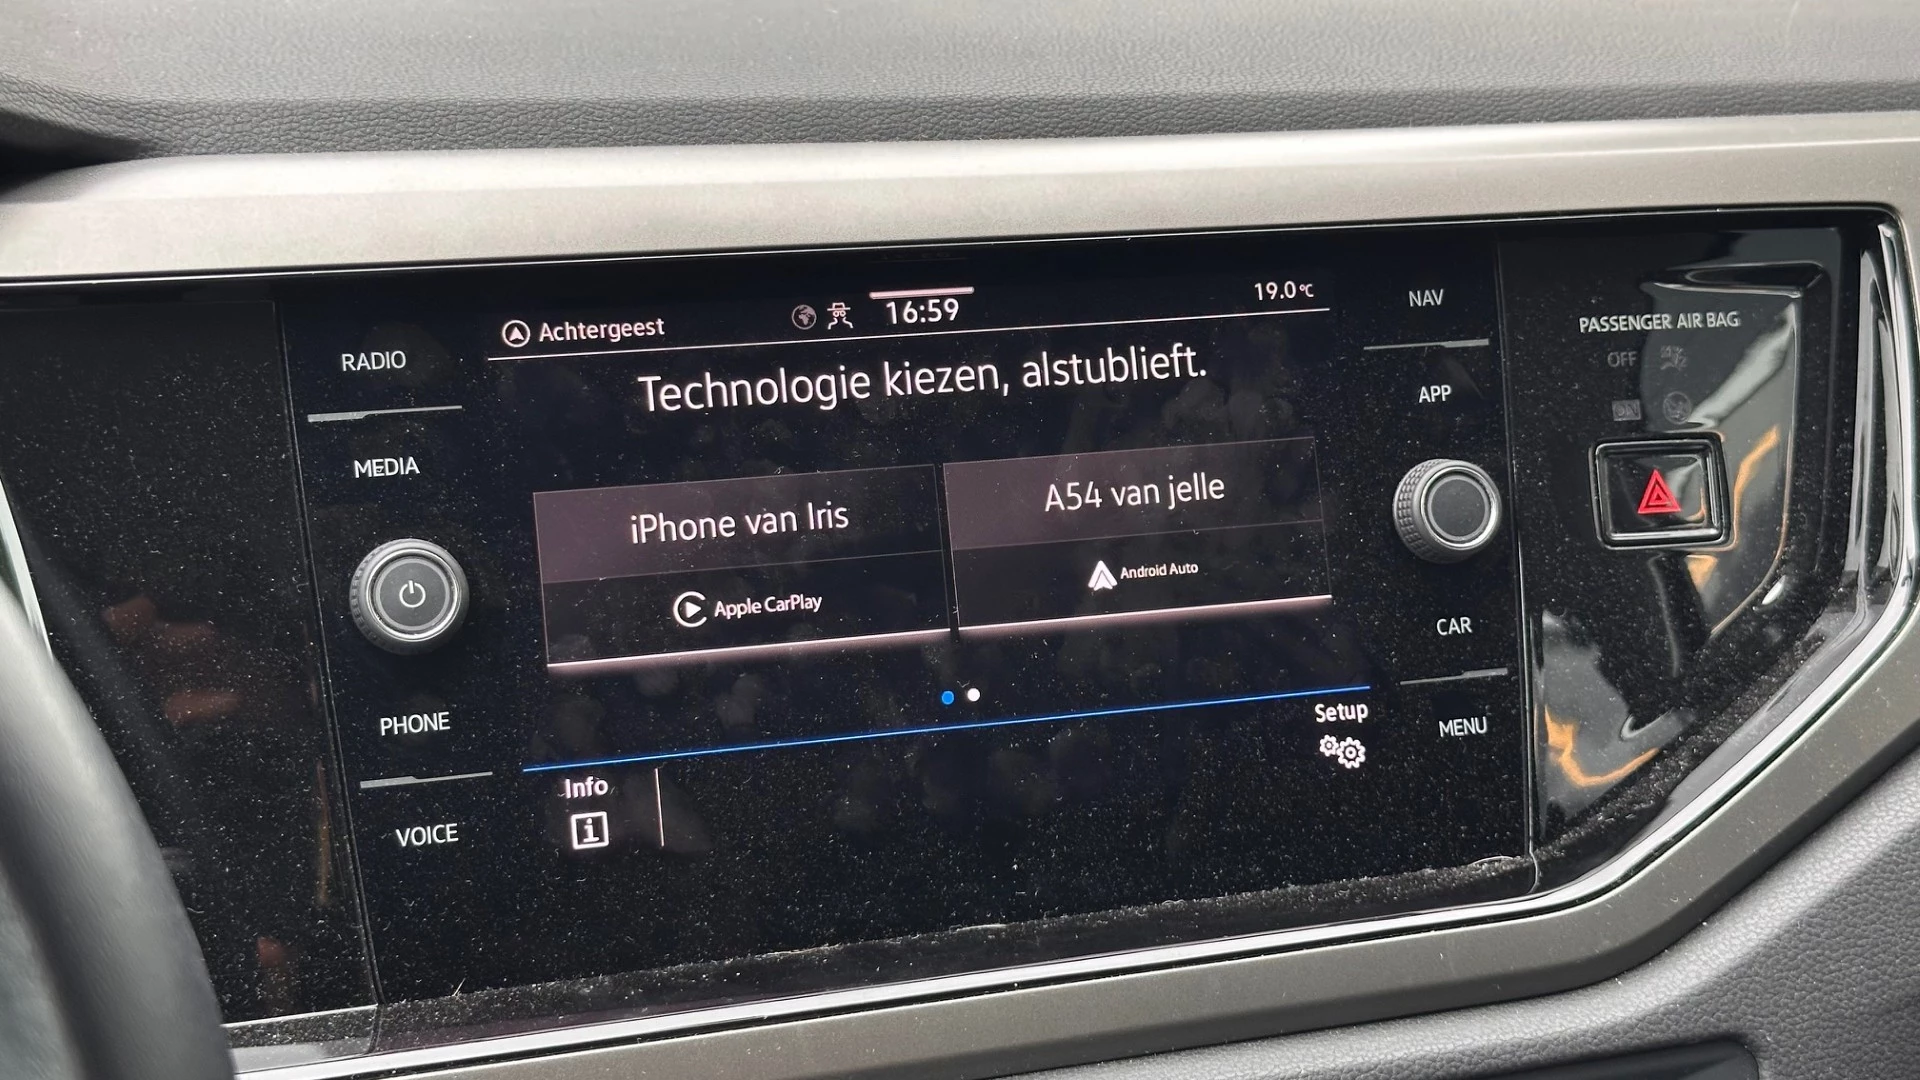 Achtergeest
16:59
19.0°C
Technologie kiezen, alstublieft.
iPhone van Iris
Apple CarPlay
A54 van jelle
Android Auto
Info
Setup
RADIO
MEDIA
PHONE
VOICE
NAV
APP
CAR
MENU
PASSENGER AIR BAG
OFF
ON